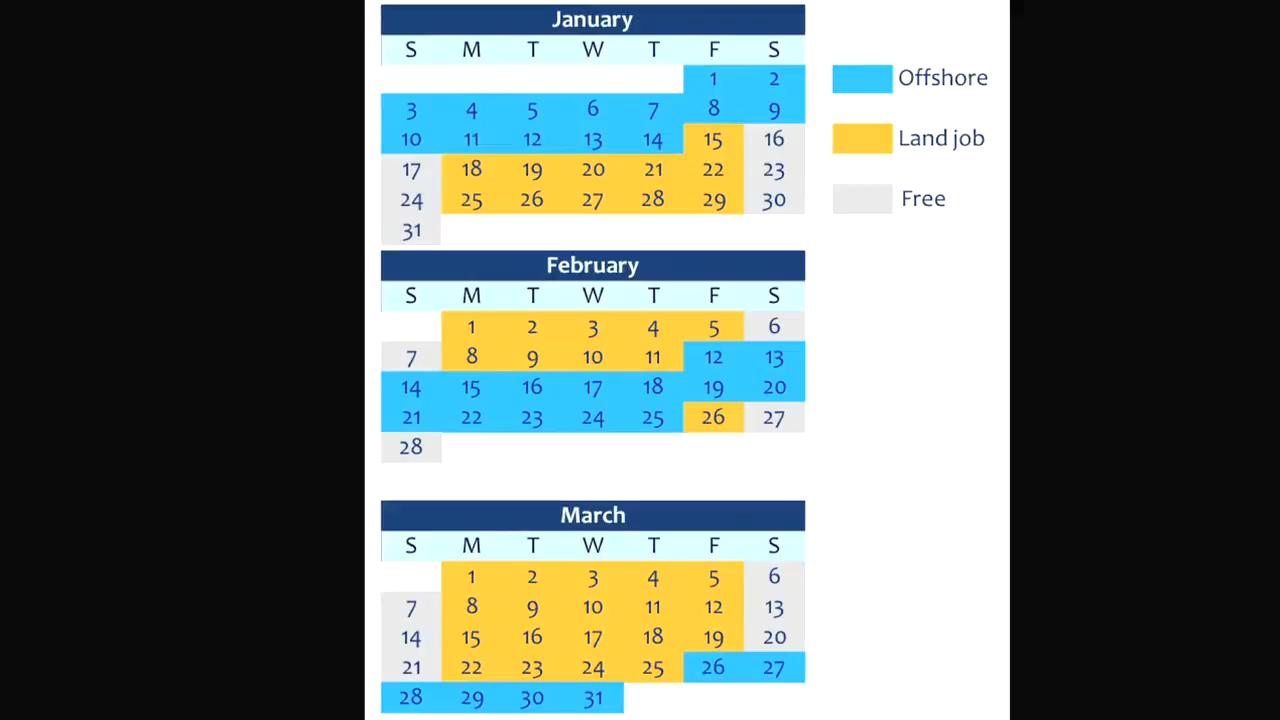 January
S M T W T F S
1 2 Offshore
3 4 5 6 7 8 9
10 11 12 13 14 15 16 Land job
17 18 19 20 21 22 23
24 25 26 27 28 29 30 Free
31
February
S M T W T F S
1 2 3 4 5 6
7 8 9 10 11 12 13
14 15 16 17 18 19 20
21 22 23 24 25 26 27
28
March
S M T W T F S
1 2 3 4 5 6
7 8 9 10 11 12 13
14 15 16 17 18 19 20
21 22 23 24 25 26 27
28 29 30 31